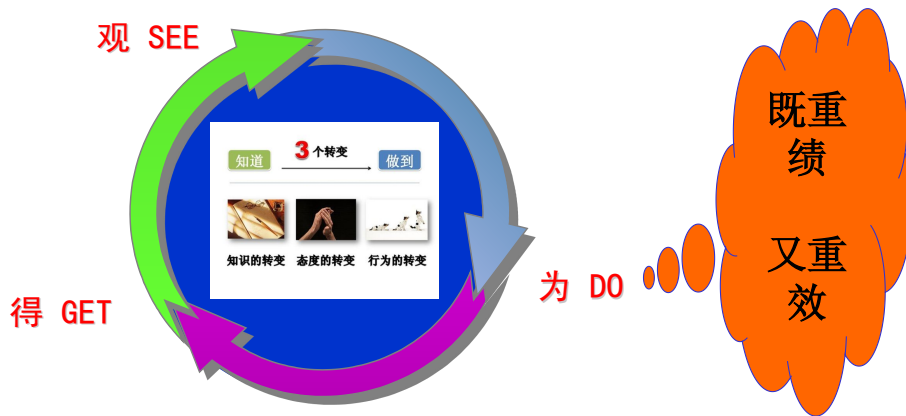 观 SEE
知道
3个转变
做到
知识的转变
态度的转变
行为的转变
得 GET
为 DO
既重
绩
又重
效